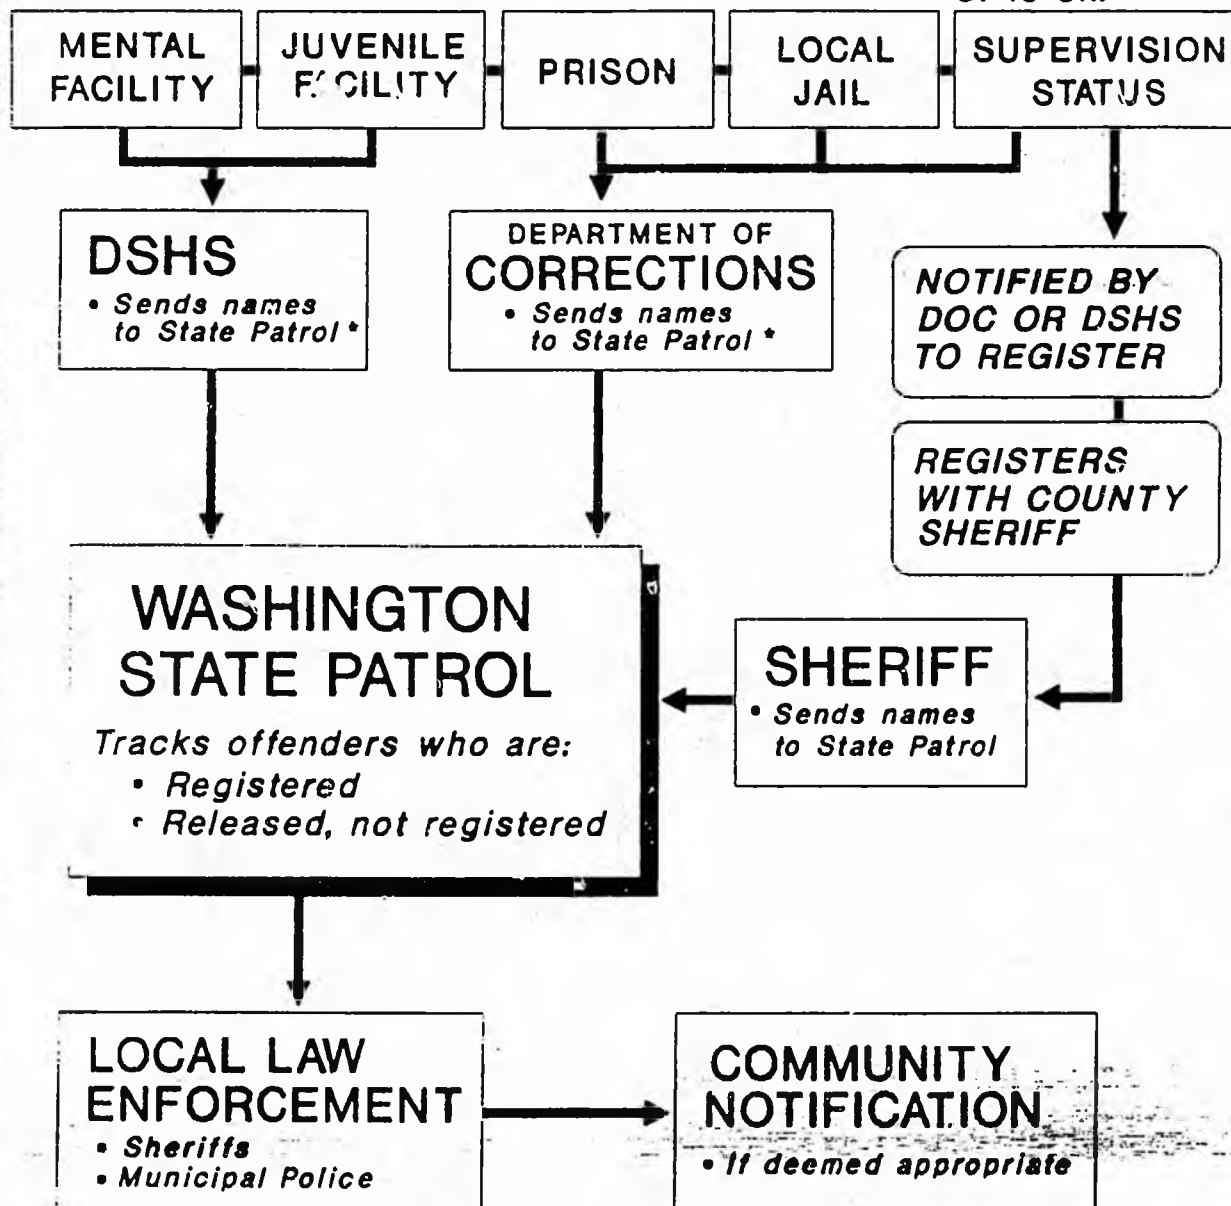 MENTAL
FACILITY
JUVENILE
FACILITY
PRISON
LOCAL
JAIL
SUPERVISION
STATUS
DSHS
• Sends names
to State Patrol *
DEPARTMENT OF
CORRECTIONS
• Sends names
to State Patrol *
NOTIFIED BY
DOC OR DSHS
TO REGISTER
REGISTERS
WITH COUNTY
SHERIFF
WASHINGTON
STATE PATROL
Tracks offenders who are:
• Registered
• Released, not registered
SHERIFF
• Sends names
to State Patrol
LOCAL LAW
ENFORCEMENT
• Sheriffs
• Municipal Police
COMMUNITY
NOTIFICATION
• If deemed appropriate